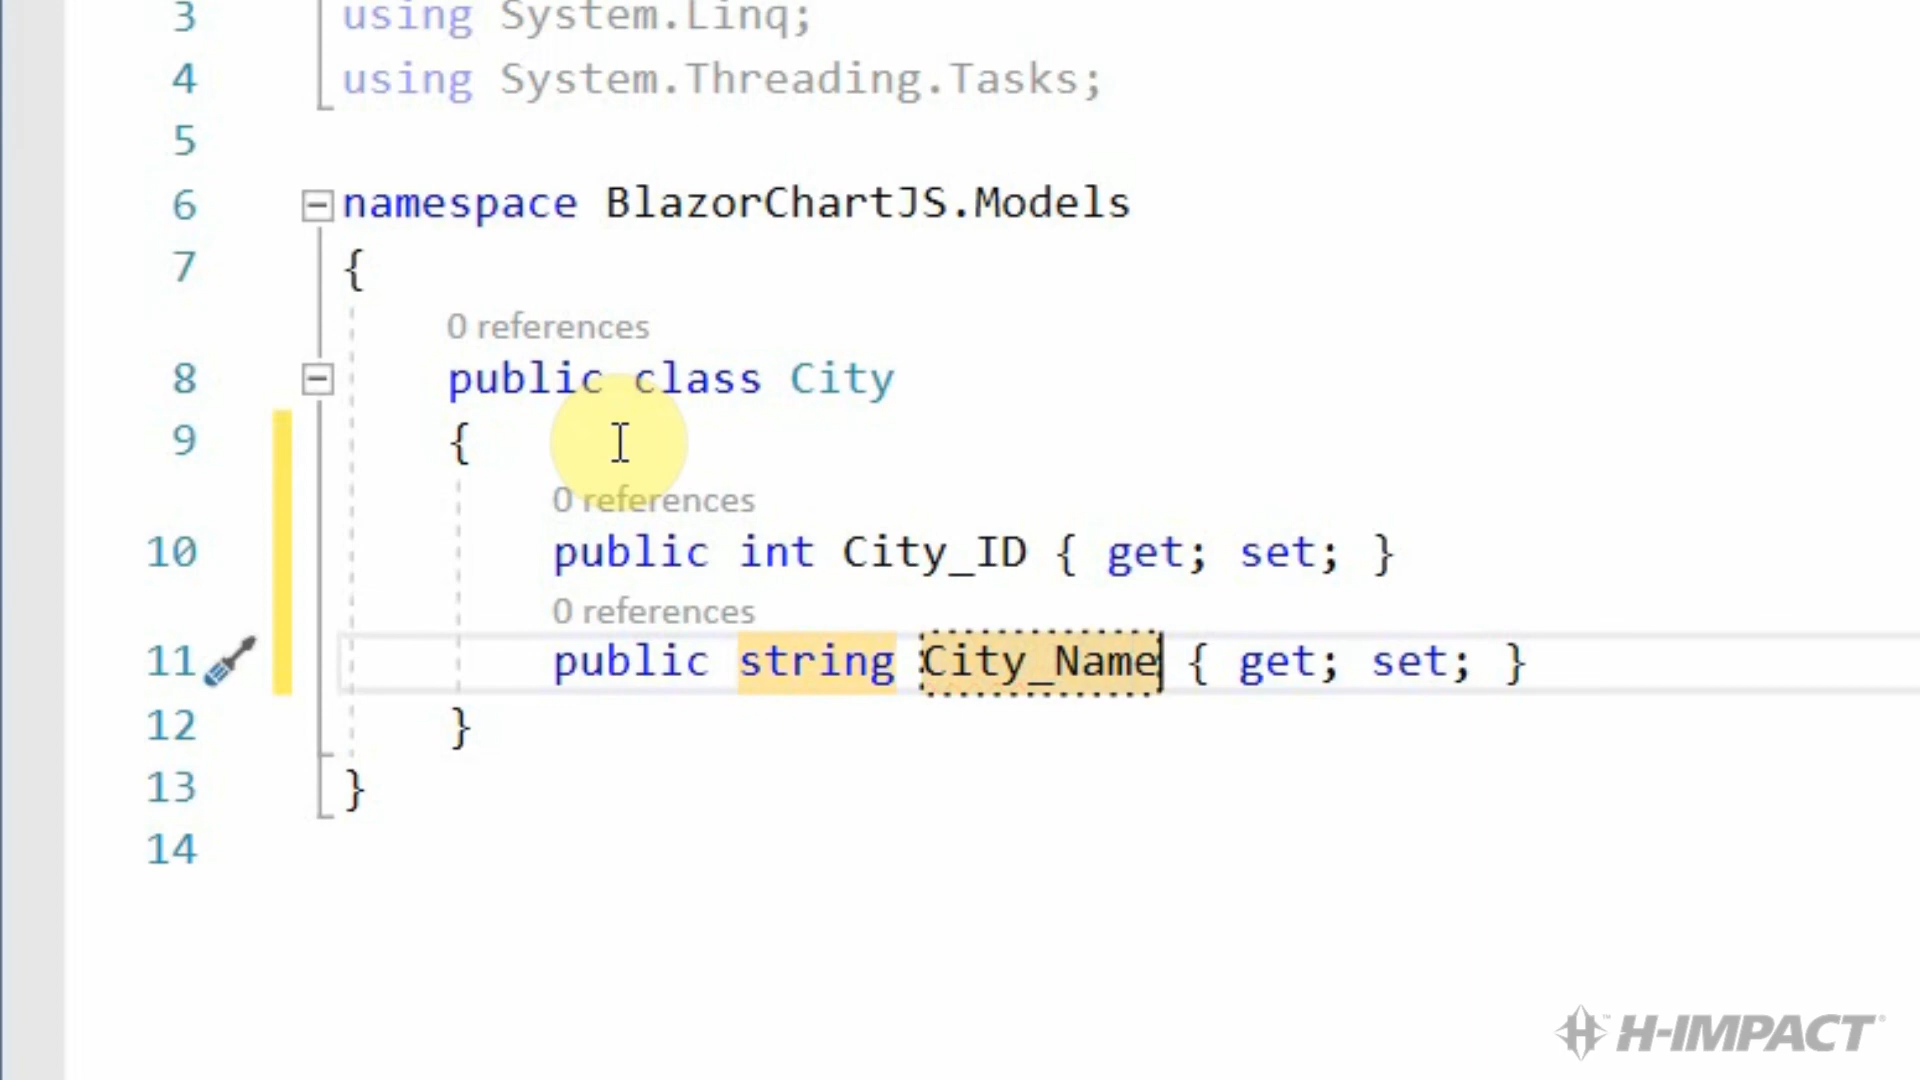 3 using System.Linq;
4 using System.Threading.Tasks;
5
6 namespace BlazorChartJS.Models
7 {
0 references
8 public class City
9 {
0 references
10 public int City_ID { get; set; }
0 references
11 public string City_Name { get; set; }
12 }
13 }
14
H-IMPACT